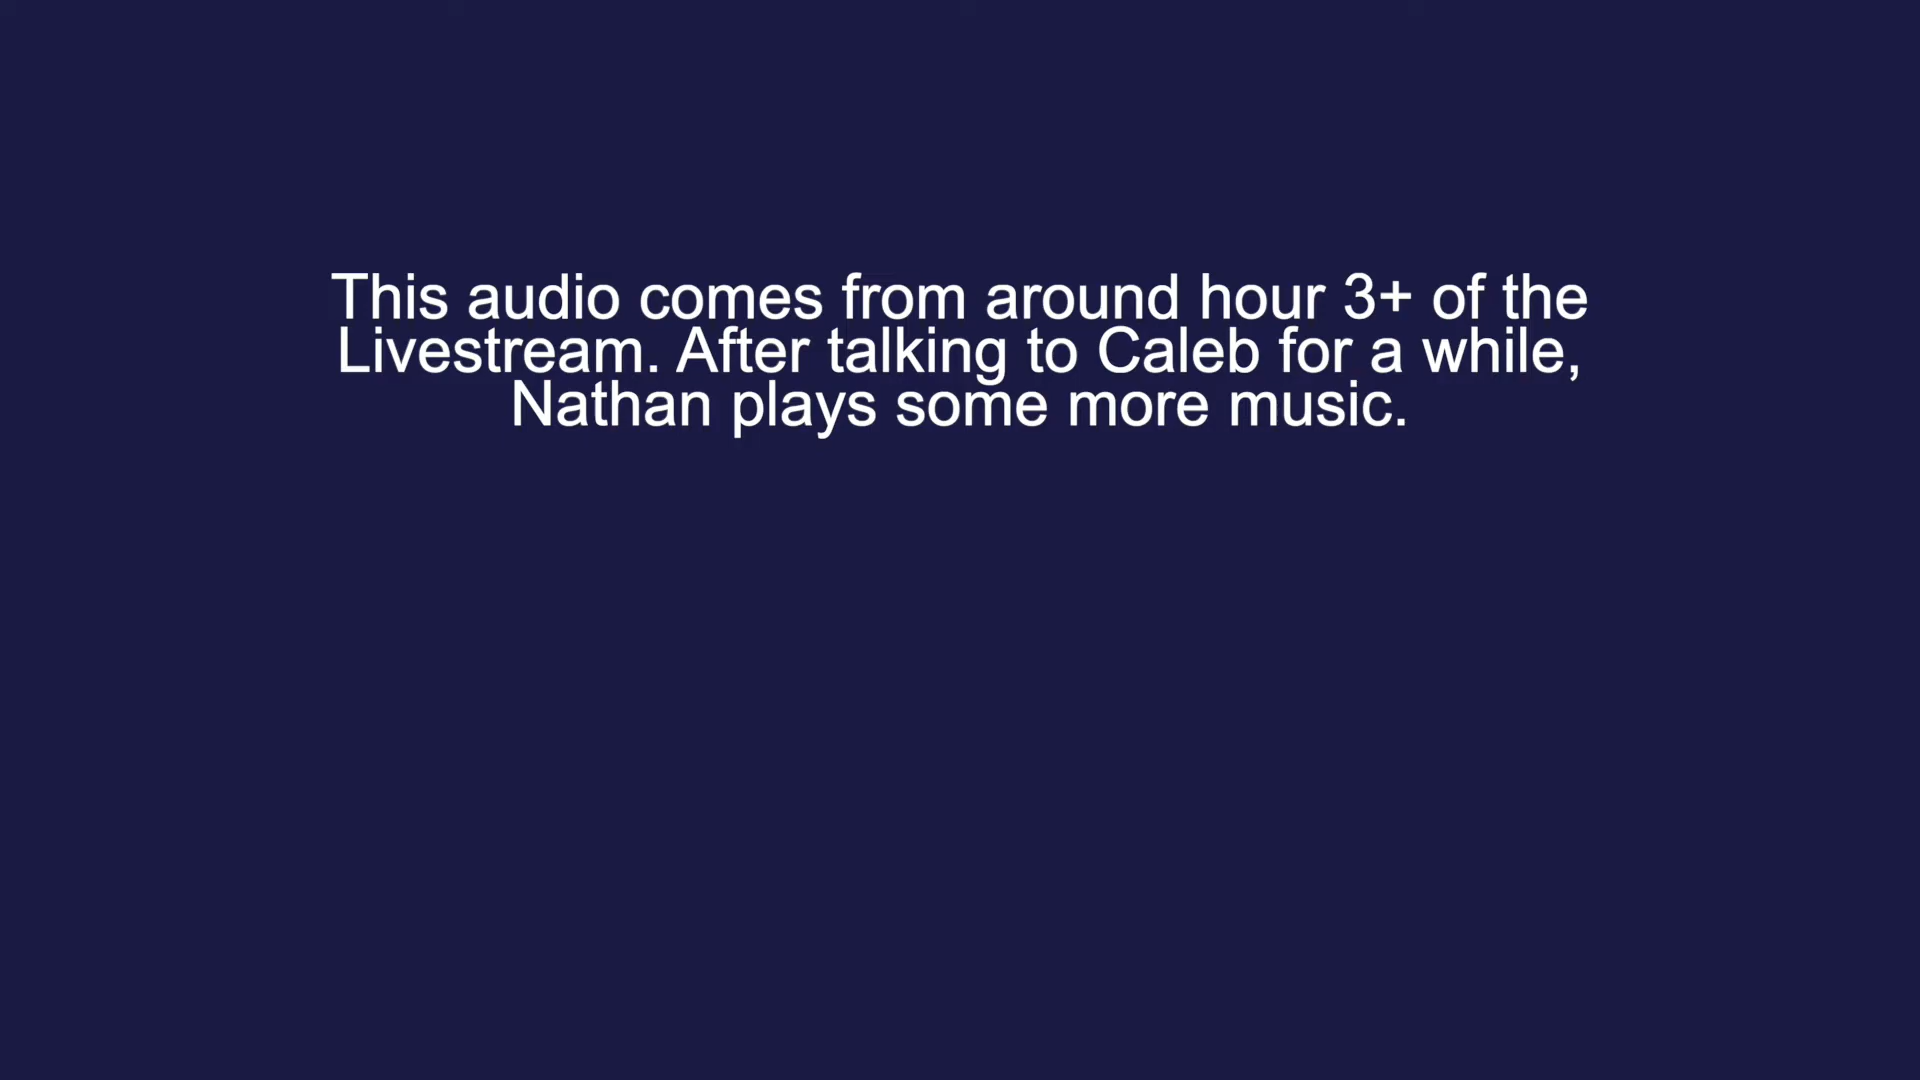 This audio comes from around hour 3+ of the
Livestream. After talking to Caleb for a while,
Nathan plays some more music.